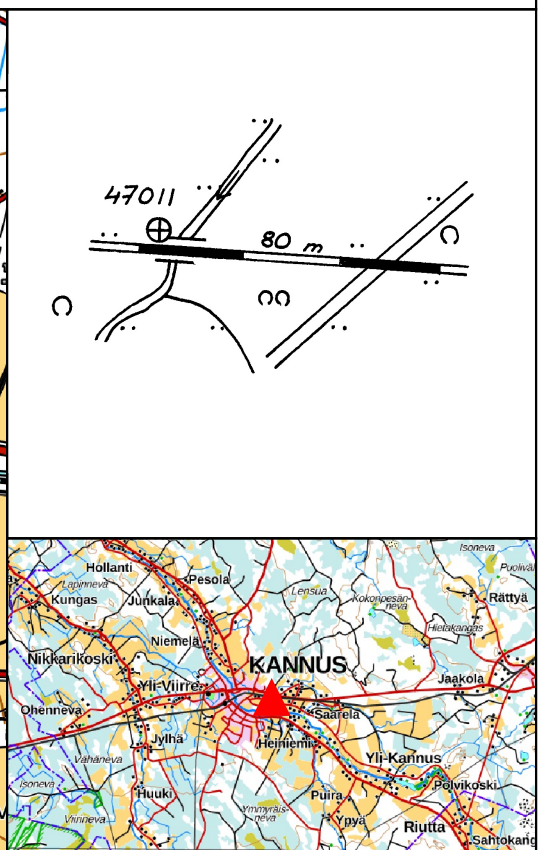 47011
80 m
Isoneva
Hollanti
Lapinneva
Pesola
Kungas
Junkala
Lensua
Kokonpesän-
neva
Rättyä
Hietakangas
Niemelä
Nikkarikoski
KANNUS
Yli-Viirre
Jaakola
Ohenneva
Saarela
Jylhä
Heiniemi
Vähäneva
Yli-Kannus
Isoneva
Huuki
Polvikoski
Puira
Viirineva
Ymmyräis-
neva
Ypyä
Riutta